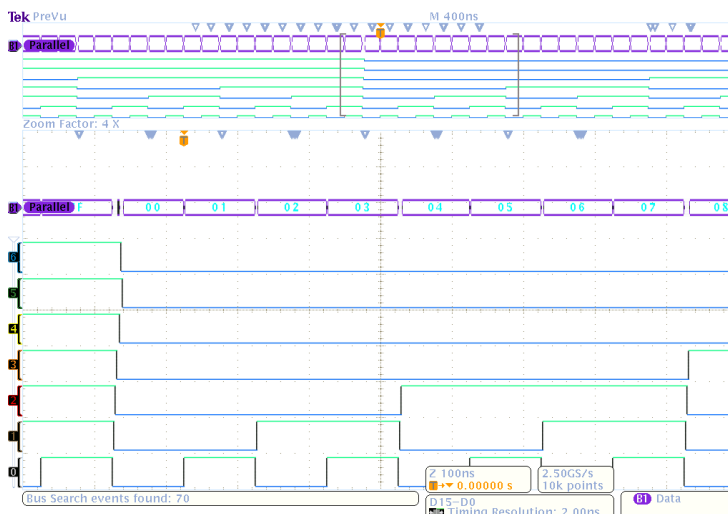 Tek PreVu M 400ns
B1 Parallel
Zoom Factor: 4 X
B1 Parallel F 00 01 02 03 04 05 06 07 08
6
5
4
3
2
1
0
Z 100ns 2.50GS/s
T 0.00000 s 10k points
Bus Search events found: 70
D15-D0 B1 Data
Timing Resolution: 2.00ns